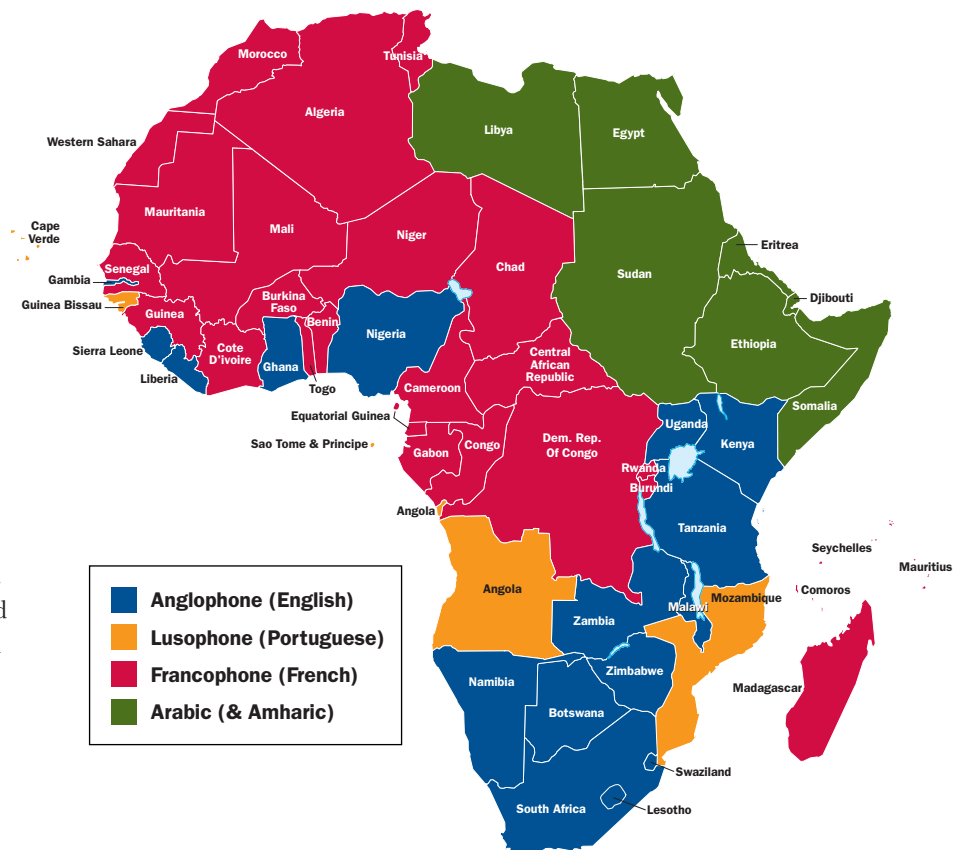 Morocco
Tunisia
Algeria
Libya
Egypt
Western Sahara
Mauritania
Mali
Niger
Chad
Sudan
Eritrea
Cape
Verde
Senegal
Gambia
Guinea Bissau
Guinea
Burkina
Faso
Benin
Nigeria
Djibouti
Ethiopia
Sierra Leone
Cote
D'ivoire
Ghana
Liberia
Togo
Central
African
Republic
Cameroon
Somalia
Equatorial Guinea
Uganda
Kenya
Sao Tome & Principe
Gabon
Congo
Dem. Rep.
Of Congo
Rwanda
Burundi
Angola
Tanzania
Seychelles
Mauritius
Comoros
Angola
Malawi
Mozambique
Zambia
Zimbabwe
Namibia
Botswana
Madagascar
Swaziland
South Africa
Lesotho
Anglophone (English)
Lusophone (Portuguese)
Francophone (French)
Arabic (& Amharic)